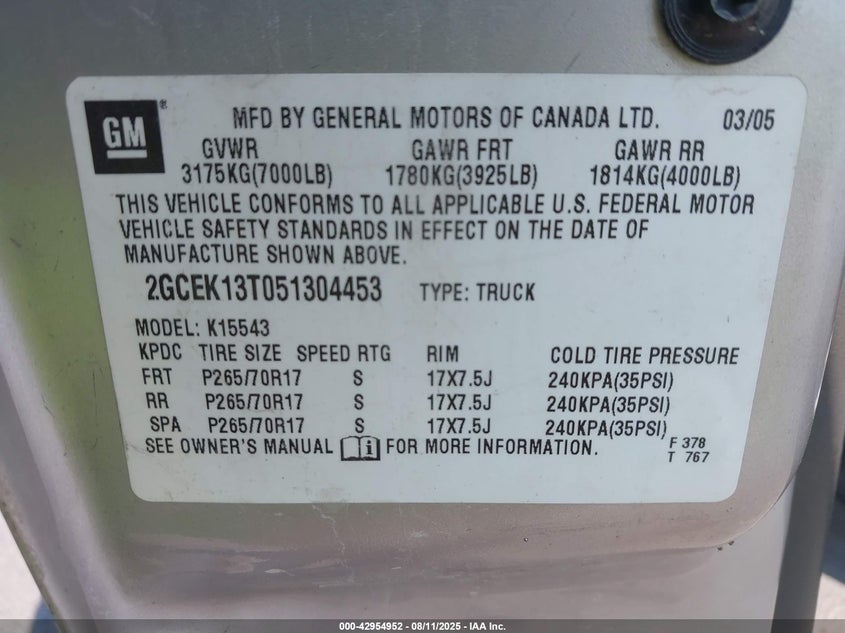 GM ® MFD BY GENERAL MOTORS OF CANADA LTD. 03/05
GVWR GAWR FRT GAWR RR
3175KG(7000LB) 1780KG(3925LB) 1814KG(4000LB)
THIS VEHICLE CONFORMS TO ALL APPLICABLE U.S. FEDERAL MOTOR
VEHICLE SAFETY STANDARDS IN EFFECT ON THE DATE OF
MANUFACTURE SHOWN ABOVE.
2GCEK13T051304453 TYPE: TRUCK
MODEL: K15543
KPDC TIRE SIZE SPEED RTG RIM COLD TIRE PRESSURE
FRT P265/70R17 S 17X7.5J 240KPA(35PSI)
RR P265/70R17 S 17X7.5J 240KPA(35PSI)
SPA P265/70R17 S 17X7.5J 240KPA(35PSI)
SEE OWNER'S MANUAL i FOR MORE INFORMATION. F 378
T 767
000-42954952 - 08/11/2025 - IAA Inc.